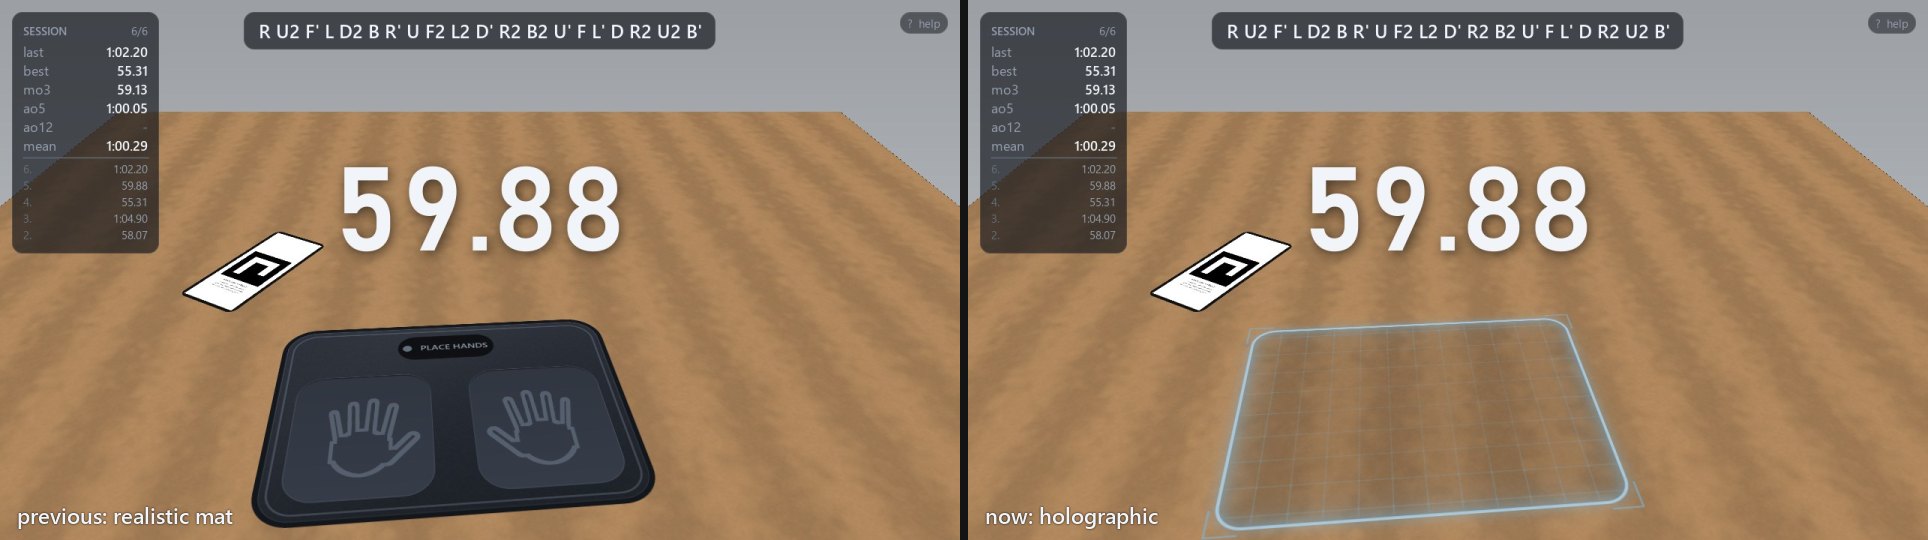 R U2 F' L D2 B R' U F2 L2 D' R2 B2 U' F L' D R2 U2 B'
SESSION 6/6
last 1:02.20
best 55.31
mo3 59.13
ao5 1:00.05
ao12 -
mean 1:00.29
6. 1:02.20
5. 59.88
4. 55.31
3. 1:04.90
2. 58.07
? help
59.88
PLACE HANDS
previous: realistic mat
R U2 F' L D2 B R' U F2 L2 D' R2 B2 U' F L' D R2 U2 B'
SESSION 6/6
last 1:02.20
best 55.31
mo3 59.13
ao5 1:00.05
ao12 -
mean 1:00.29
6. 1:02.20
5. 59.88
4. 55.31
3. 1:04.90
2. 58.07
? help
59.88
now: holographic